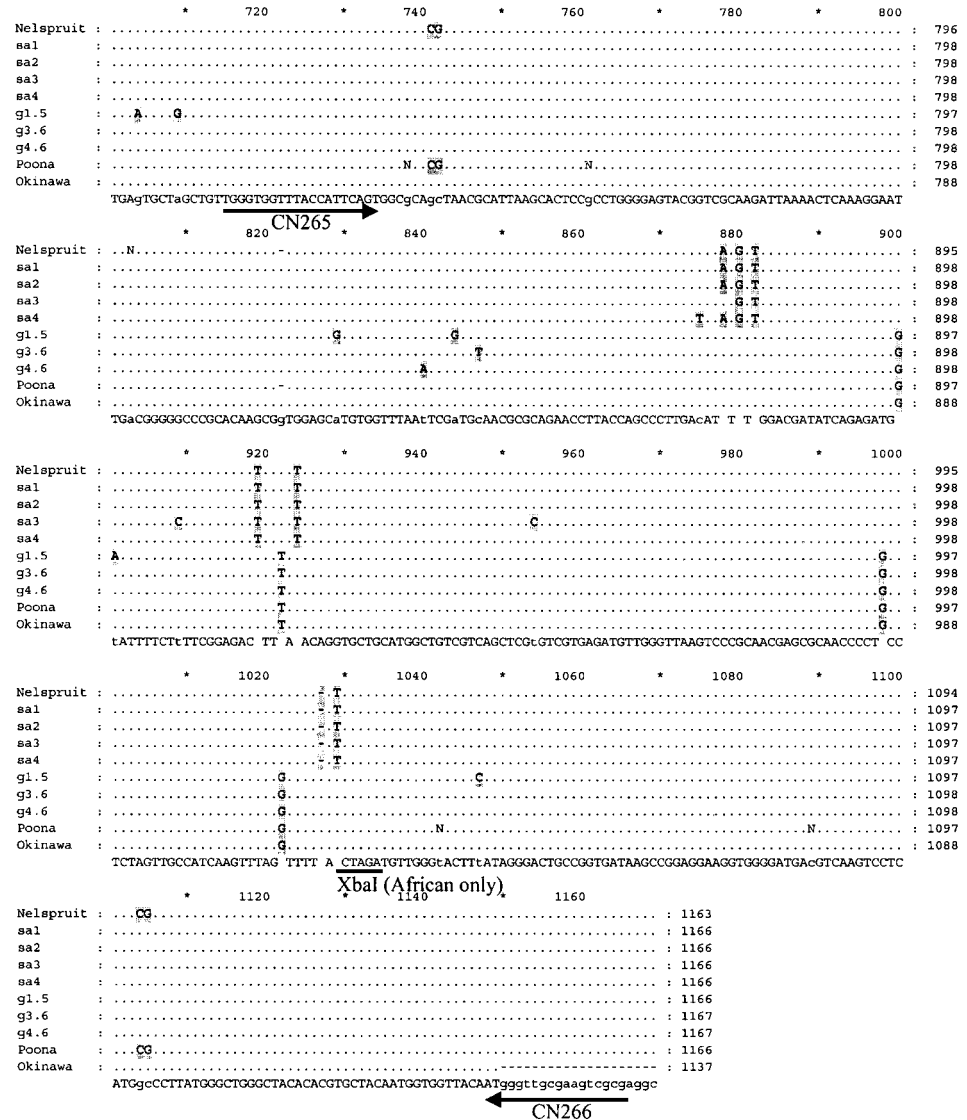 * 720 * 740 * 760 * 780 * 800
Nelspruit : ........................................CG.......................................................... : 796
sa1 : .................................................................................................... : 798
sa2 : .................................................................................................... : 798
sa3 : .................................................................................................... : 798
sa4 : .................................................................................................... : 798
g1.5 : ...A....G........................................................................................... : 797
g3.6 : .................................................................................................... : 798
g4.6 : .................................................................................................... : 798
Poona : .....................................N..CG..................N....................................... : 798
Okinawa : .................................................................................................... : 788
TGAgTGCTaGCTGTTGGGTGGTTTACCATTCAGTGGCgCAgcTAACGCATTAAGCACTCCgCCTGGGGAGTACGGTCGCAAGATTAAAACTCAAAGGAAT
CN265
* 820 * 840 * 860 * 880 * 900
Nelspruit : ..N..................-.......................................................A.G.T.................. : 895
sa1 : .............................................................................A.G.T.................. : 898
sa2 : .............................................................................A.G.T.................. : 898
sa3 : ...............................................................................G.T.................. : 898
sa4 : ..........................................................................T..A.G.T.................. : 898
g1.5 : ............................G..............G.......................................................G : 897
g3.6 : ..............................................T....................................................G : 898
g4.6 : .......................................A...........................................................G : 898
Poona : .....................-.............................................................................G : 897
Okinawa : ...................................................................................................G : 888
TGaCGGGGGCCCGCACAAGCGgTGGAGCaTGTGGTTTAAtTCGaTGcAACGCGCAGAACCTTACCAGCCCTTGAcAT T T GGACGATATCAGAGATG
* 920 * 940 * 960 * 980 * 1000
Nelspruit : ..................T....T............................................................................ : 995
sa1 : ..................T....T............................................................................ : 998
sa2 : ..................T....T............................................................................ : 998
sa3 : ........C.........T....T.............................C.............................................. : 998
sa4 : ..................T....T............................................................................ : 998
g1.5 : A....................T...........................................................................G.. : 997
g3.6 : .....................T...........................................................................G.. : 998
g4.6 : .....................T...........................................................................G.. : 998
Poona : .....................T...........................................................................G.. : 997
Okinawa : .....................T...........................................................................G.. : 988
tATTTTCTtTTCGGAGAC TT A ACAGGTGCTGCATGGCTGTCGTCAGCTCGtGTCGTGAGATGTTGGGTTAAGTCCCGCAACGAGCGCAACCCCT CC
* 1020 * 1040 * 1060 * 1080 * 1100
Nelspruit : ..........................-.T....................................................................... : 1094
sa1 : ..........................-.T....................................................................... : 1097
sa2 : ..........................-.T....................................................................... : 1097
sa3 : ..........................-.T....................................................................... : 1097
sa4 : ..........................-.T....................................................................... : 1097
g1.5 : .....................G........................C..................................................... : 1097
g3.6 : .....................G.............................................................................. : 1098
g4.6 : .....................G.............................................................................. : 1098
Poona : .....................G...................N..............................................N........... : 1097
Okinawa : .....................G.............................................................................. : 1088
TCTAGTTGCCATCAAGTTTAG TTTT A CTAGATGTTGGGtACTTtATAGGGACTGCCGGTGATAAGCCGGAGGAAGGTGGGGATGAcGTCAAGTCCTC
XbaI (African only)
* 1120 * 1140 * 1160
Nelspruit : ...CG................................................................ : 1163
sa1 : ..................................................................... : 1166
sa2 : ..................................................................... : 1166
sa3 : ..................................................................... : 1166
sa4 : ..................................................................... : 1166
g1.5 : ..................................................................... : 1166
g3.6 : ..................................................................... : 1167
g4.6 : ..................................................................... : 1167
Poona : ...CG................................................................ : 1166
Okinawa : .................................................-------------------- : 1137
ATGgcCCTTATGGGCTGGGCTACACACGTGCTACAATGGTGGTTACAATgggttgcgaagtcgcgaggc
CN266